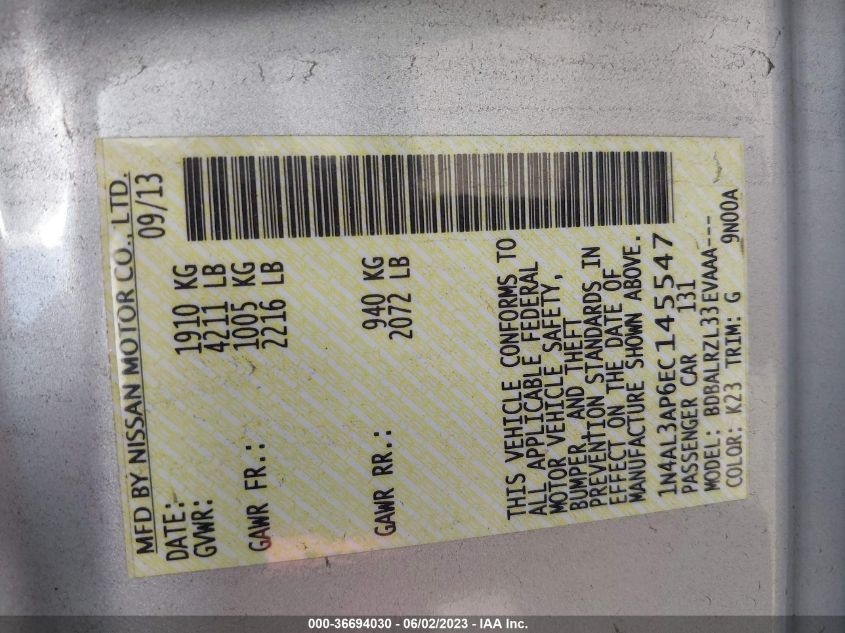 MFD BY NISSAN MOTOR CO., LTD.
DATE: 09/13
GVWR: 1910 KG
4211 LB
GAWR FR.: 1005 KG
2216 LB
GAWR RR.: 940 KG
2072 LB
THIS VEHICLE CONFORMS TO
ALL APPLICABLE FEDERAL
MOTOR VEHICLE SAFETY,
BUMPER, AND THEFT
PREVENTION STANDARDS IN
EFFECT ON THE DATE OF
MANUFACTURE SHOWN ABOVE.
1N4AL3AP6EC145547
PASSENGER CAR 131
MODEL: BDBALRZL33EVAAA---
COLOR: K23 TRIM: G 9N00A
000-36694030 - 06/02/2023 - IAA Inc.